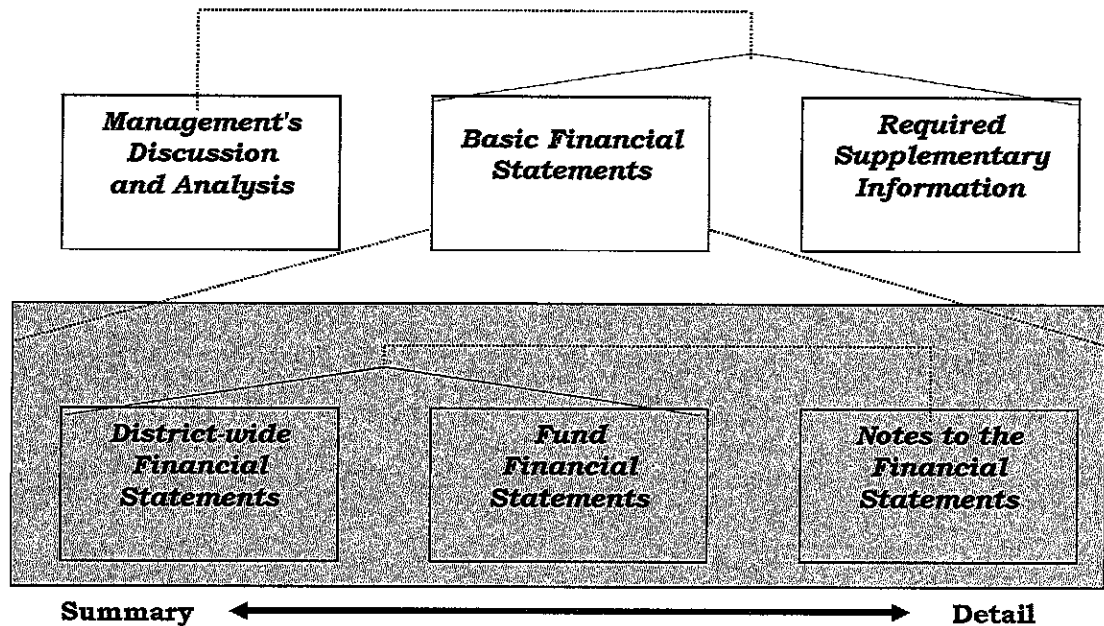 Management's
Discussion
and Analysis
Basic Financial
Statements
Required
Supplementary
Information
District-wide
Financial
Statements
Fund
Financial
Statements
Notes to the
Financial
Statements
Summary
Detail